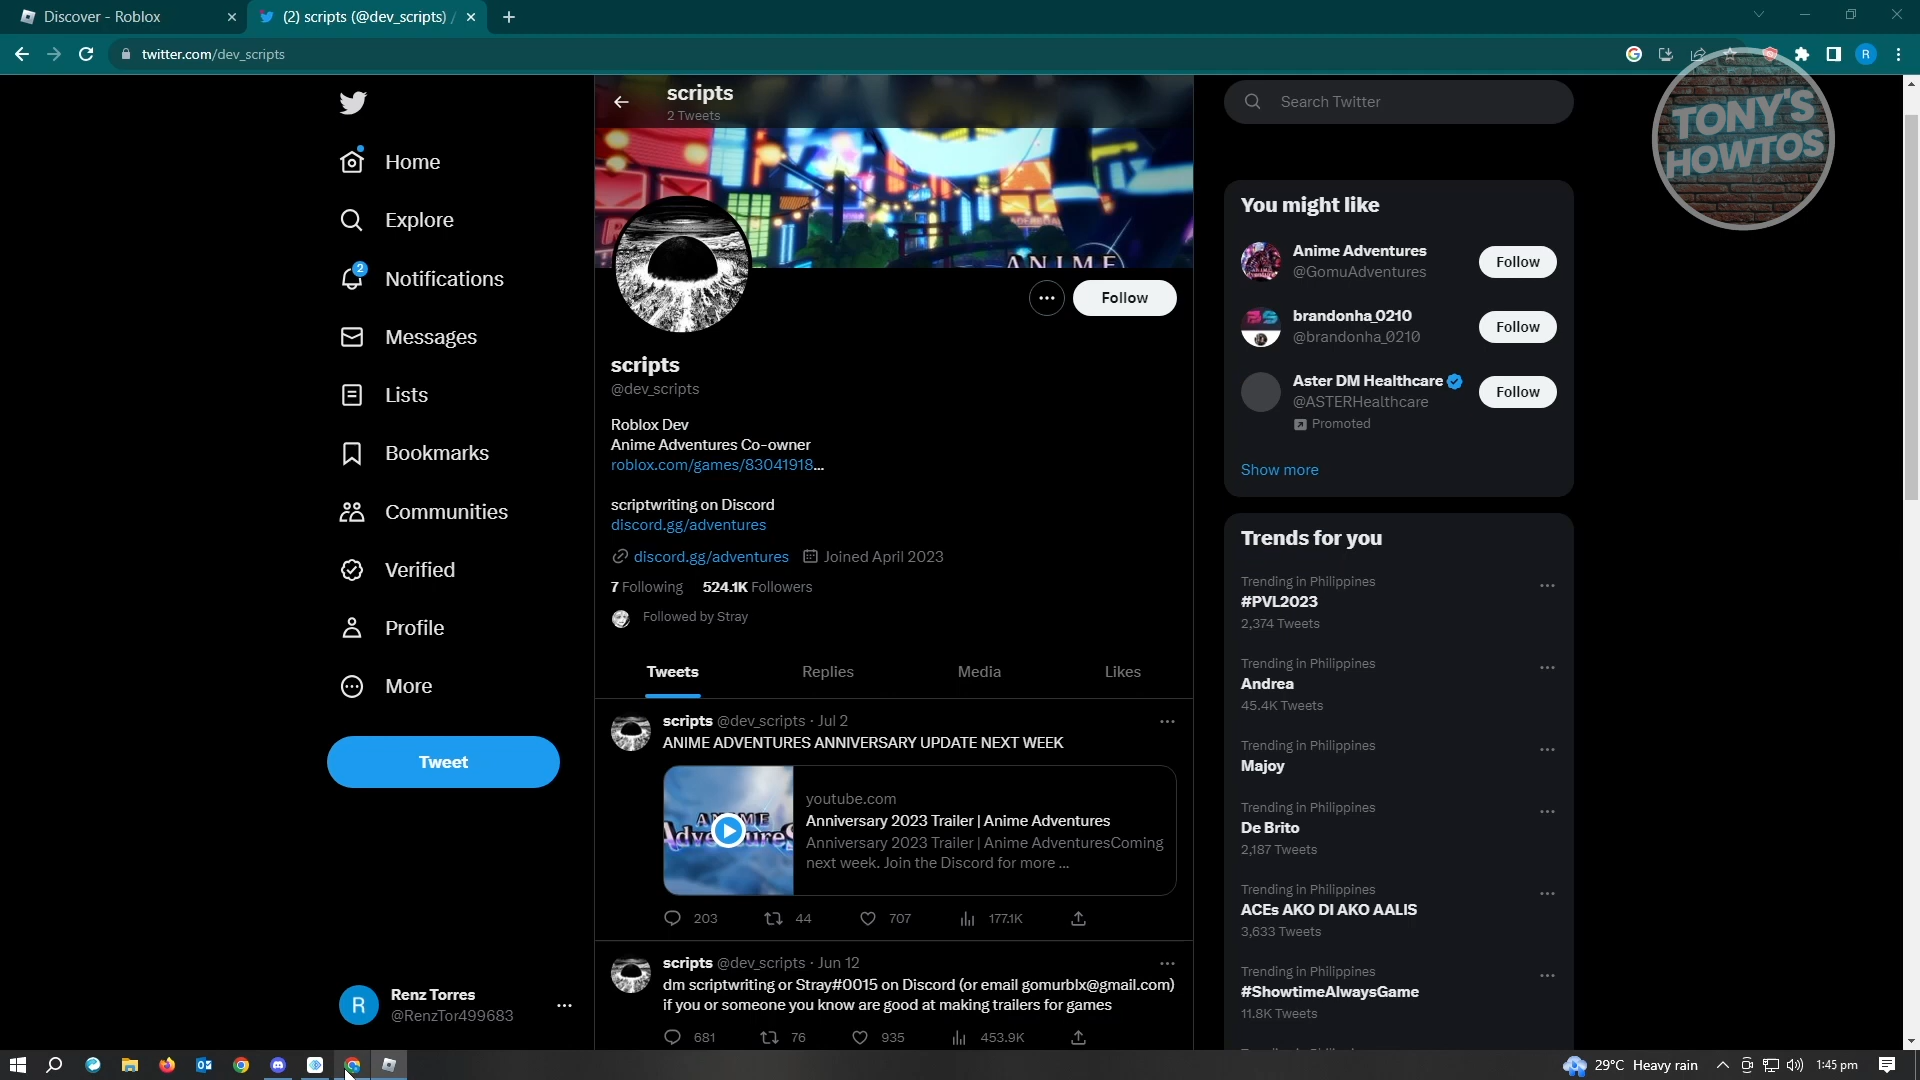 Discover - Roblox
(2) scripts (@dev_scripts) /
twitter.com/dev_scripts
R
TONY'S
HOWTOS
scripts
2 Tweets
Search Twitter
Home
Explore
2
Notifications
Messages
Lists
Bookmarks
Communities
Verified
Profile
More
Tweet
Renz Torres
@RenzTor499683
R
ANIME
Follow
scripts
@dev_scripts
Roblox Dev
Anime Adventures Co-owner
roblox.com/games/83041918...
scriptwriting on Discord
discord.gg/adventures
discord.gg/adventures Joined April 2023
7 Following 524.1K Followers
Followed by Stray
Tweets Replies Media Likes
scripts @dev_scripts · Jul 2
ANIME ADVENTURES ANNIVERSARY UPDATE NEXT WEEK
ANIME
AdventureS
youtube.com
Anniversary 2023 Trailer | Anime Adventures
Anniversary 2023 Trailer | Anime AdventuresComing
next week. Join the Discord for more ...
203 44 707 177.1K
scripts @dev_scripts · Jun 12
dm scriptwriting or Stray#0015 on Discord (or email gomurblx@gmail.com)
if you or someone you know are good at making trailers for games
681 76 935 453.9K
You might like
Anime Adventures
@GomuAdventures
Follow
brandonha_0210
@brandonha_0210
Follow
Aster DM Healthcare
@ASTERHealthcare
Promoted
Follow
Show more
Trends for you
Trending in Philippines
#PVL2023
2,374 Tweets
Trending in Philippines
Andrea
45.4K Tweets
Trending in Philippines
Majoy
Trending in Philippines
De Brito
2,187 Tweets
Trending in Philippines
ACEs AKO DI AKO AALIS
3,633 Tweets
Trending in Philippines
#ShowtimeAlwaysGame
11.8K Tweets
29°C Heavy rain
1:45 pm